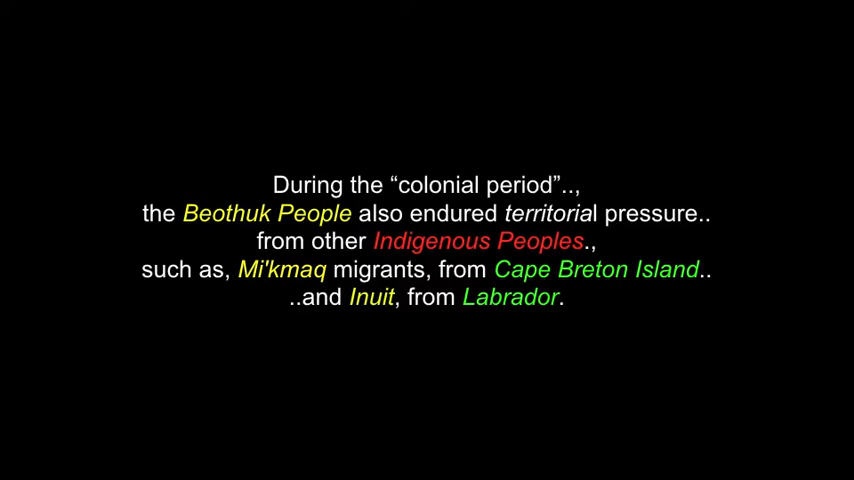 During the “colonial period”..,
the Beothuk People also endured territorial pressure..
from other Indigenous Peoples.,
such as, Mi'kmaq migrants, from Cape Breton Island..
..and Inuit, from Labrador.